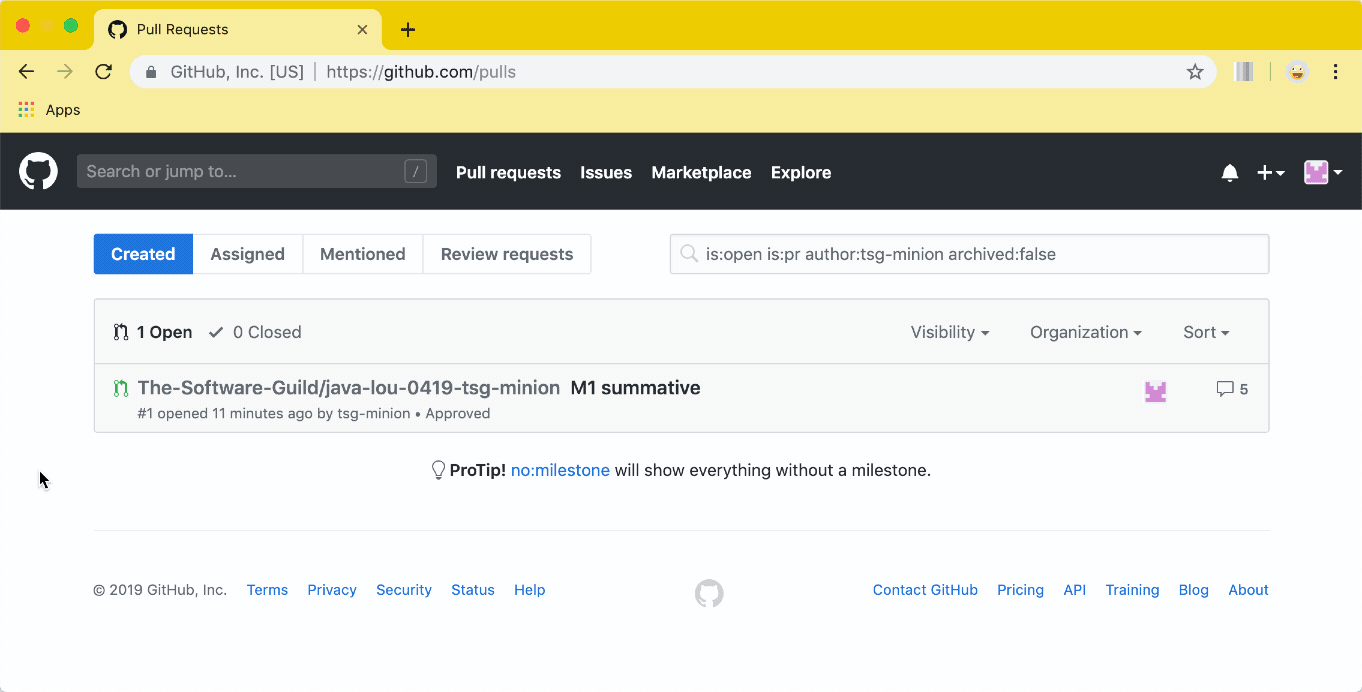 Pull Requests
GitHub, Inc. [US] | https://github.com/pulls
Apps
Search or jump to... /
Pull requests Issues Marketplace Explore
Created Assigned Mentioned Review requests
is:open is:pr author:tsg-minion archived:false
1 Open 0 Closed Visibility Organization Sort
The-Software-Guild/java-lou-0419-tsg-minion M1 summative 5
#1 opened 11 minutes ago by tsg-minion • Approved
ProTip! no:milestone will show everything without a milestone.
© 2019 GitHub, Inc. Terms Privacy Security Status Help Contact GitHub Pricing API Training Blog About